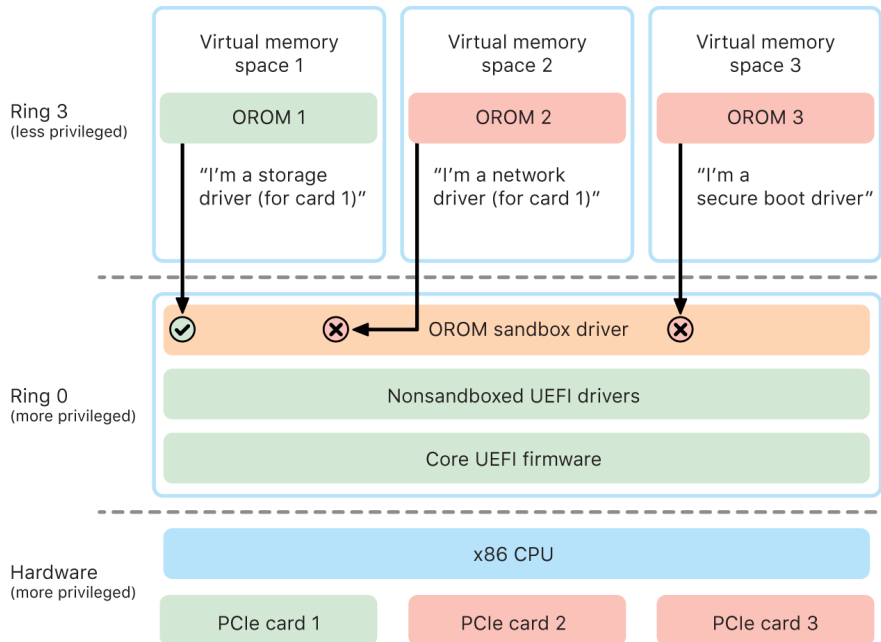 Virtual memory
space 1
Virtual memory
space 2
Virtual memory
space 3
Ring 3
(less privileged)
OROM 1
OROM 2
OROM 3
“I’m a storage
driver (for card 1)”
“I’m a network
driver (for card 1)”
“I’m a
secure boot driver”
OROM sandbox driver
Ring 0
(more privileged)
Nonsandboxed UEFI drivers
Core UEFI firmware
Hardware
(more privileged)
x86 CPU
PCIe card 1
PCIe card 2
PCIe card 3